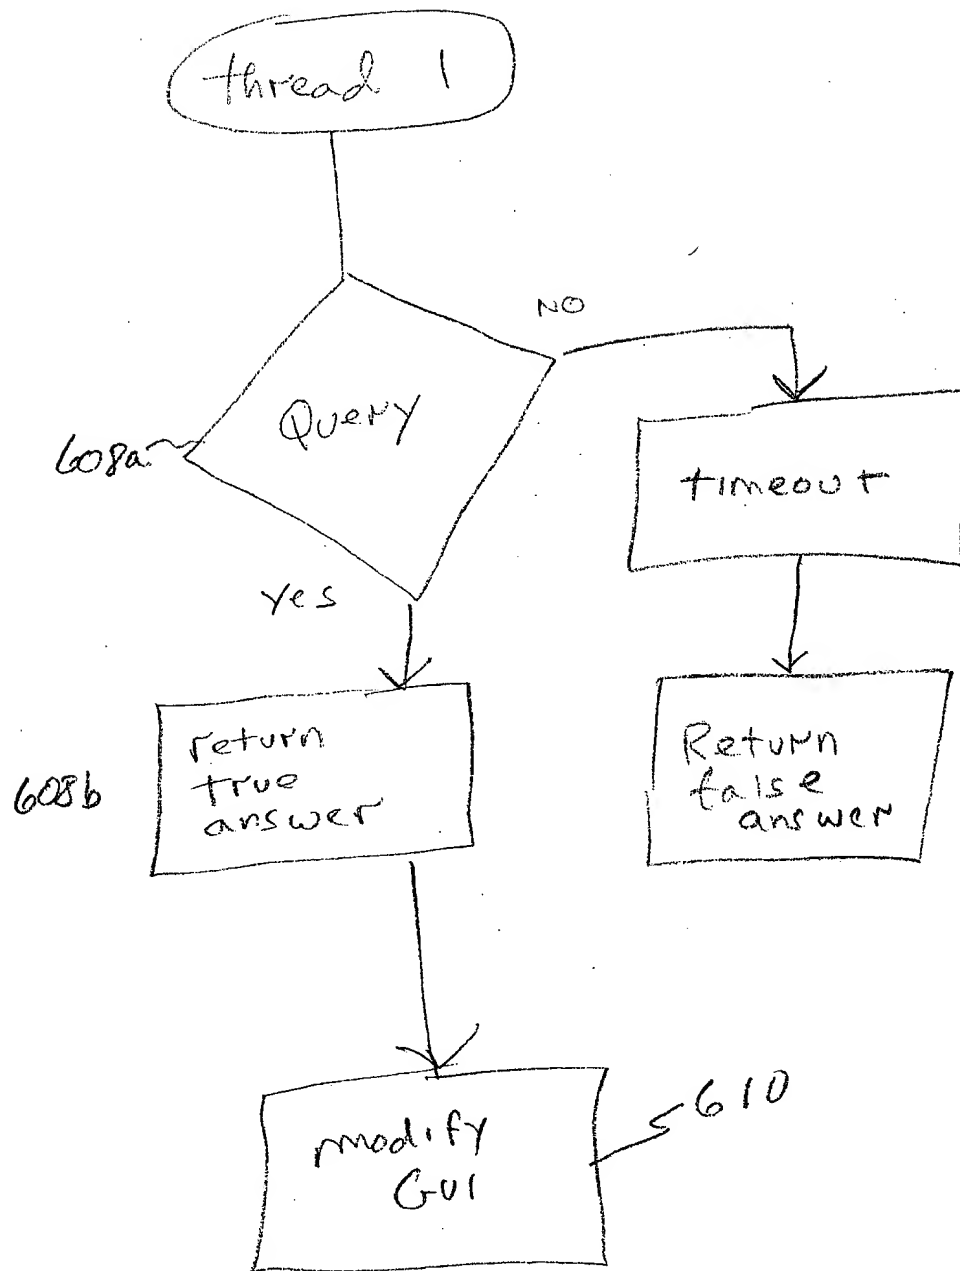 thread 1
NO
Query
608a
timeout
yes
return
true
answer
608b
Return
false
answer
610
modify
GUI